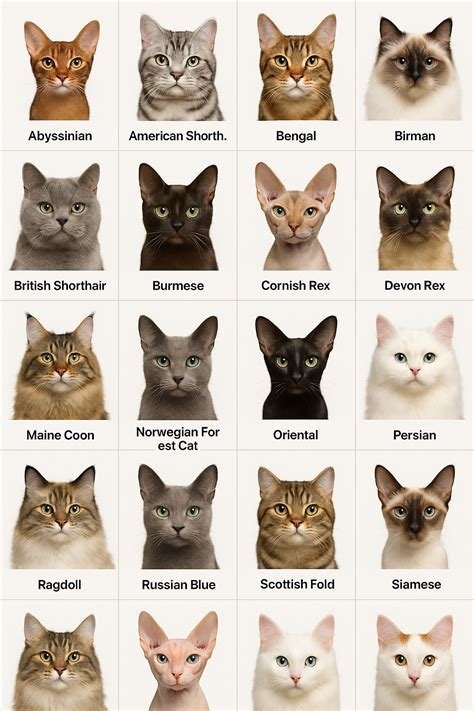 Abyssinian
American Shorth.
Bengal
Birman
British Shorthair
Burmese
Cornish Rex
Devon Rex
Maine Coon
Norwegian For
est Cat
Oriental
Persian
Ragdoll
Russian Blue
Scottish Fold
Siamese